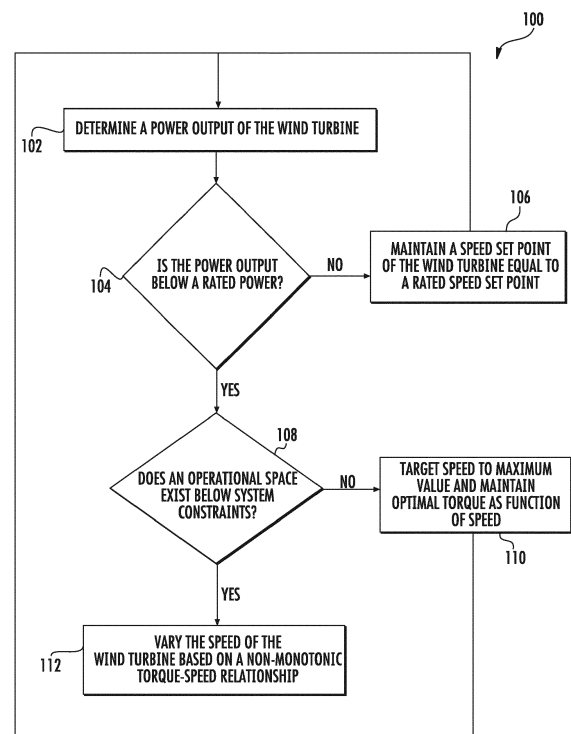 100
DETERMINE A POWER OUTPUT OF THE WIND TURBINE
102
106
MAINTAIN A SPEED SET POINT
OF THE WIND TURBINE EQUAL TO
A RATED SPEED SET POINT
IS THE POWER OUTPUT
BELOW A RATED POWER?
NO
104
YES
108
DOES AN OPERATIONAL SPACE
EXIST BELOW SYSTEM
CONSTRAINTS?
NO
TARGET SPEED TO MAXIMUM
VALUE AND MAINTAIN
OPTIMAL TORQUE AS FUNCTION
OF SPEED
110
YES
VARY THE SPEED OF THE
WIND TURBINE BASED ON A NON-MONOTONIC
TORQUE-SPEED RELATIONSHIP
112